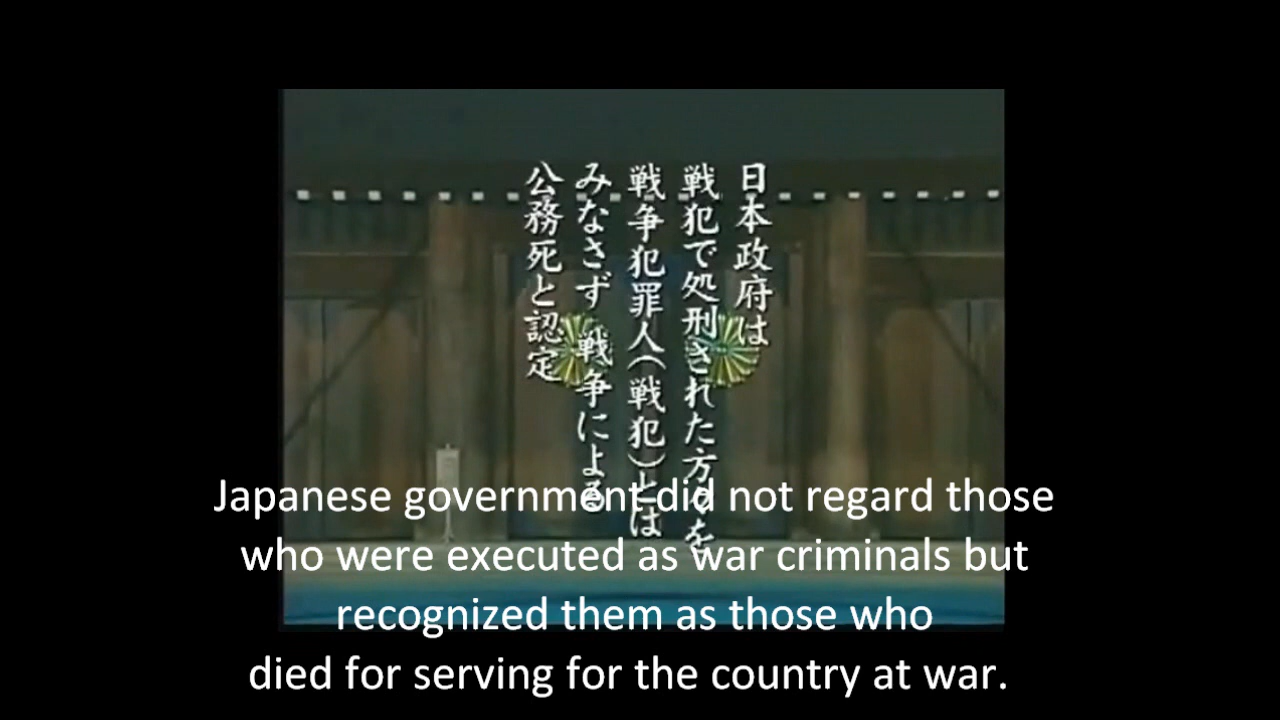 日本政府は
戦犯で処刑された方々を
戦争犯罪人(戦犯)とは
みなさず 戦争による
公務死と認定
Japanese government did not regard those
who were executed as war criminals but
recognized them as those who
died for serving for the country at war.